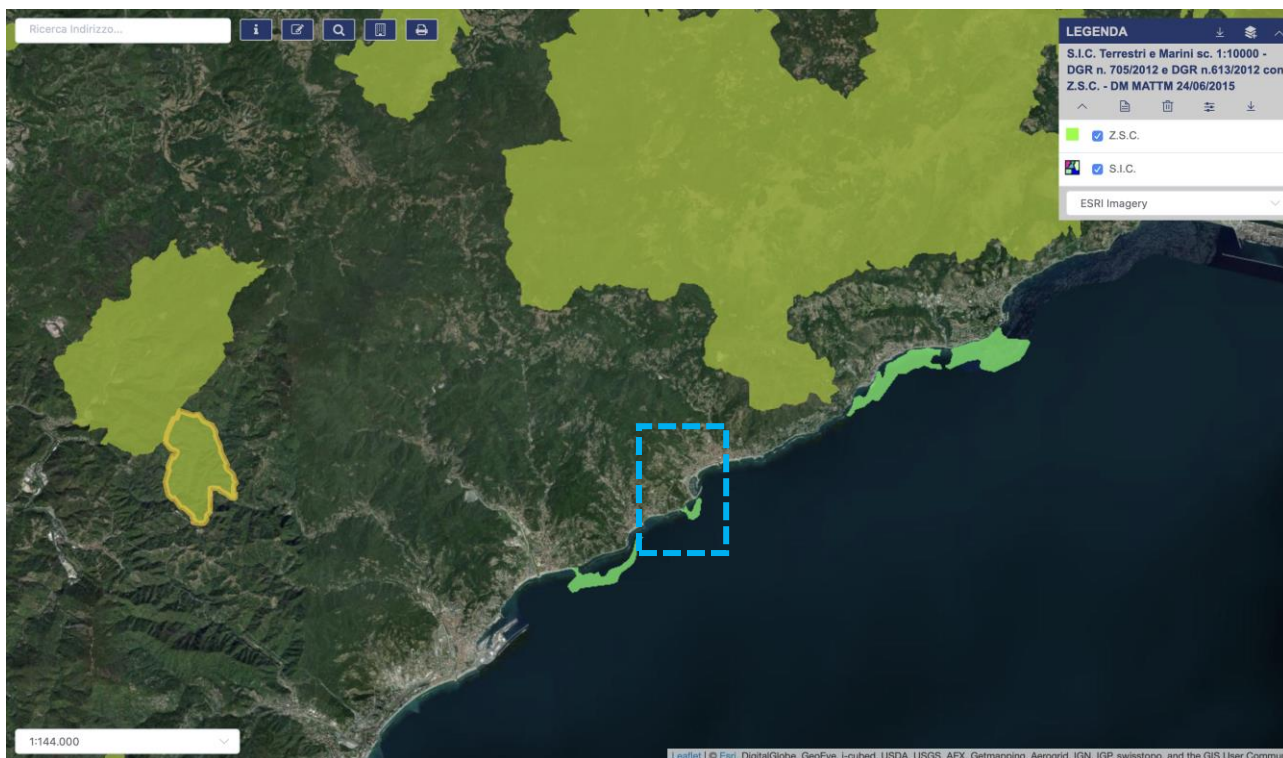 Ricerca Indirizzo...
LEGENDA
S.I.C. Terrestri e Marini sc. 1:10000 -
DGR n. 705/2012 e DGR n.613/2012 con
Z.S.C. - DM MATTM 24/06/2015
Z.S.C.
S.I.C.
ESRI Imagery
1:144.000
Leaflet | © Esri, DigitalGlobe, GeoEye, i-cubed, USDA, USGS, AEX, Getmapping, Aerogrid, IGN, IGP, swisstopo, and the GIS User Commu